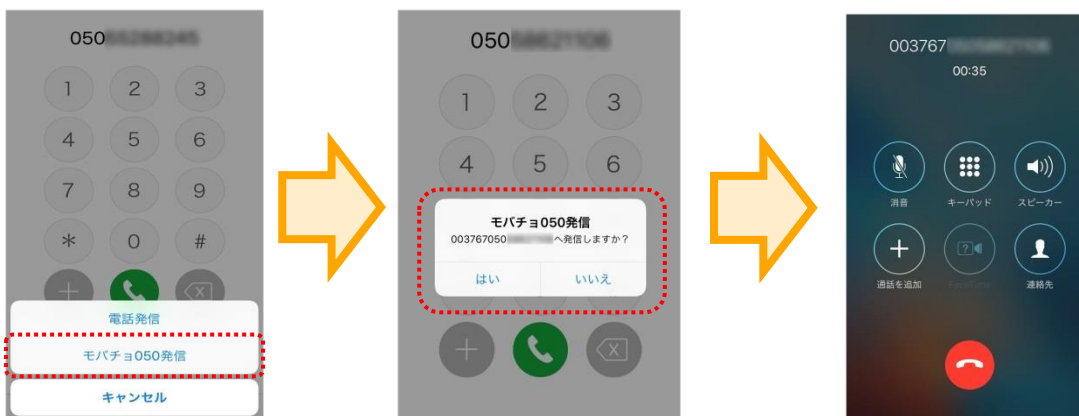 050
1 2 3
4 5 6
7 8 9
* 0 #
+
電話発信
モバチョ050発信
キャンセル
050
1 2 3
4 5 6
モバチョ050発信
003767050 へ発信しますか？
はい いいえ
+
003767
00:35
消音 キーパッド スピーカー
通話を追加 FaceTime 連絡先